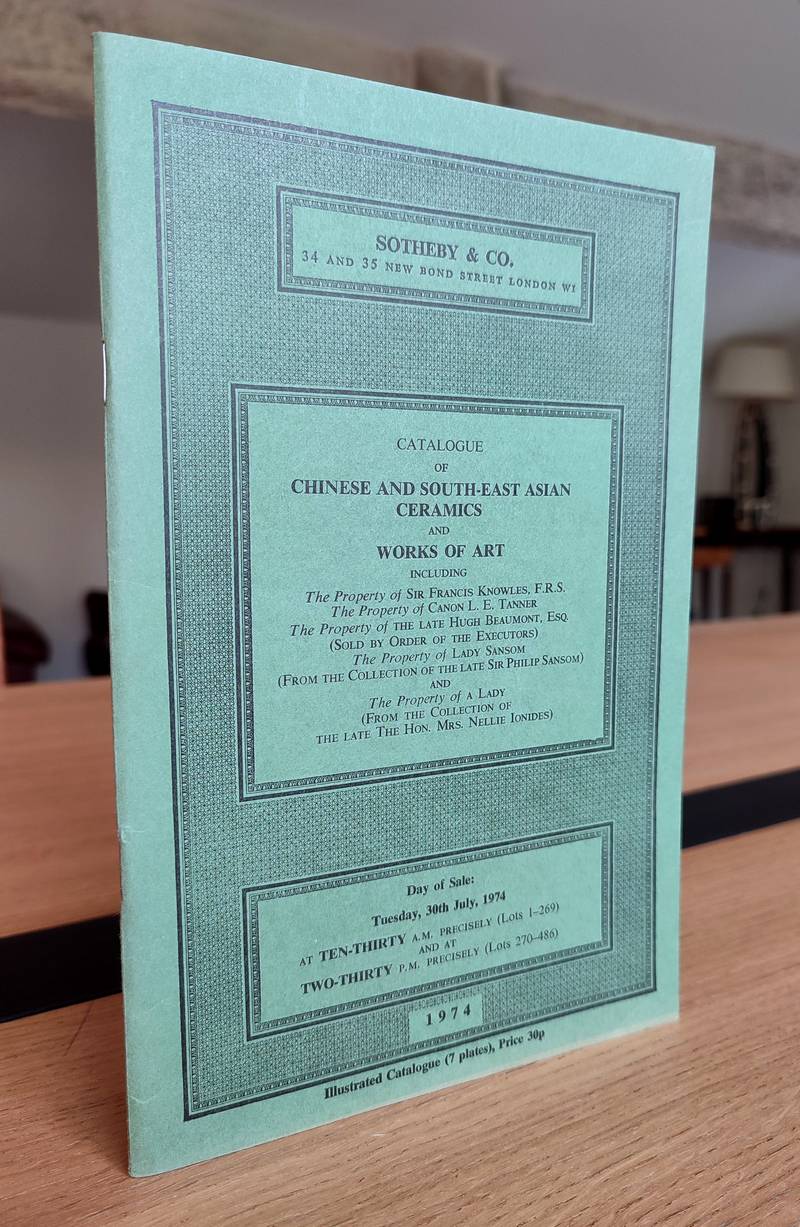 SOTHEBY & CO.
34 AND 35 NEW BOND STREET LONDON W1
CATALOGUE
OF
CHINESE AND SOUTH-EAST ASIAN
CERAMICS
AND
WORKS OF ART
INCLUDING
The Property of SIR FRANCIS KNOWLES, F.R.S.
The Property of CANON L. E. TANNER
The Property of THE LATE HUGH BEAUMONT, ESQ.
(SOLD BY ORDER OF THE EXECUTORS)
The Property of LADY SANSOM
(FROM THE COLLECTION OF THE LATE SIR PHILIP SANSOM)
AND
The Property of A LADY
(FROM THE COLLECTION OF
THE LATE THE HON. MRS. NELLIE IONIDES)
Day of Sale:
Tuesday, 30th July, 1974
AT TEN-THIRTY A.M. PRECISELY (Lots 1–269)
AND AT
TWO-THIRTY P.M. PRECISELY (Lots 270–486)
1974
Illustrated Catalogue (7 plates), Price 30p